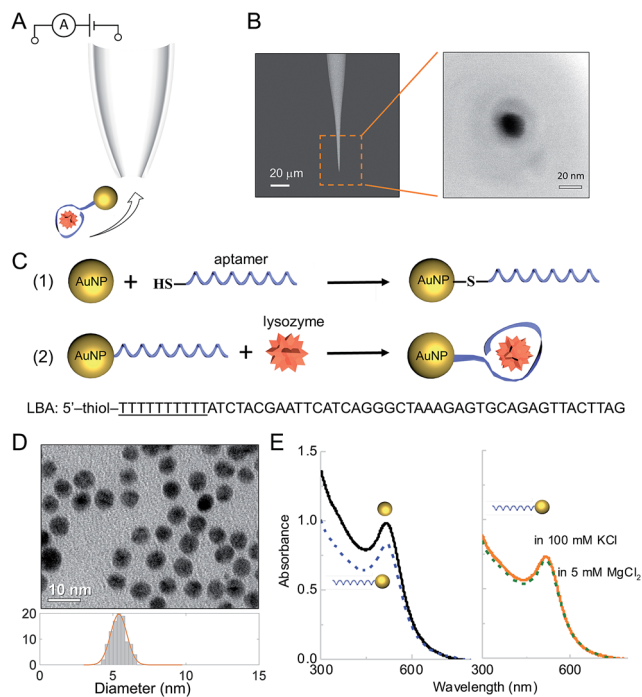 A
A
B
20 μm
20 nm
C
(1)
AuNP
+
HS
aptamer
AuNP
S
(2)
AuNP
+
lysozyme
AuNP
LBA: 5'–thiol–TTTTTTTTTTATCTACGAATTCATCAGGGCTAAAGAGTGCAGAGTTACTTAG
D
10 nm
20
10
0
0
5
10
15
Diameter (nm)
E
1.5
1.0
0.5
0.0
Absorbance
300
600
in 100 mM KCl
in 5 mM MgCl2
300
600
Wavelength (nm)